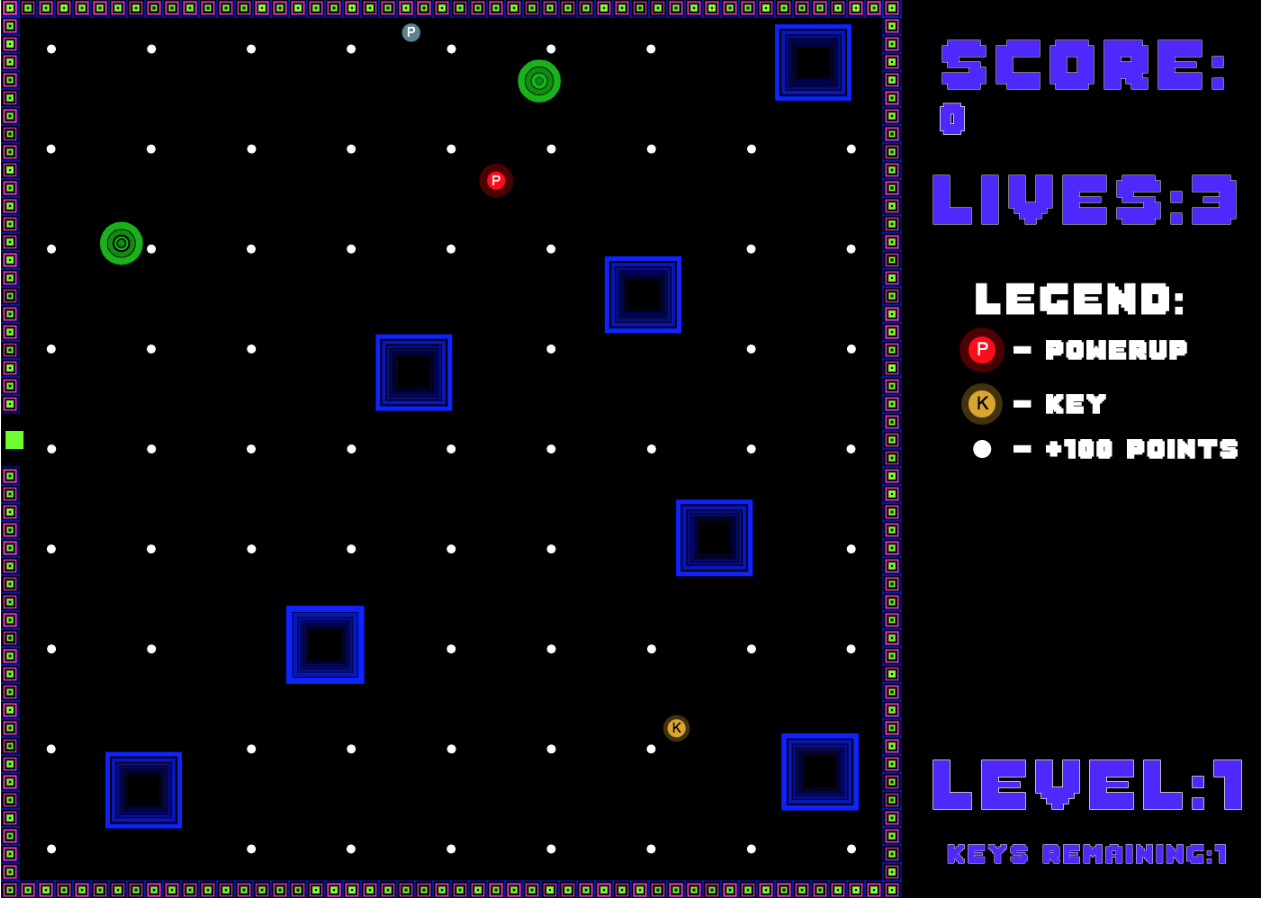 P
P
K
SCORE:
0
LIVES:3
LEGEND:
P - POWERUP
K - KEY
- +100 POINTS
LEVEL:1
KEYS REMAINING:1